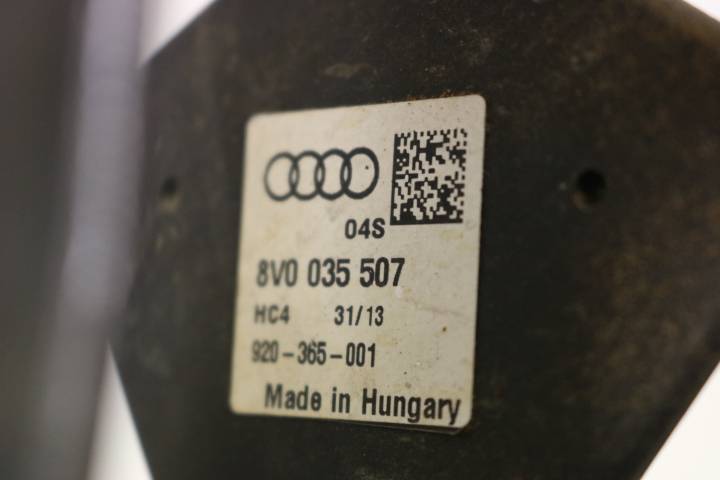 04S
8V0 035 507
HC4 31/13
920-365-001
Made in Hungary